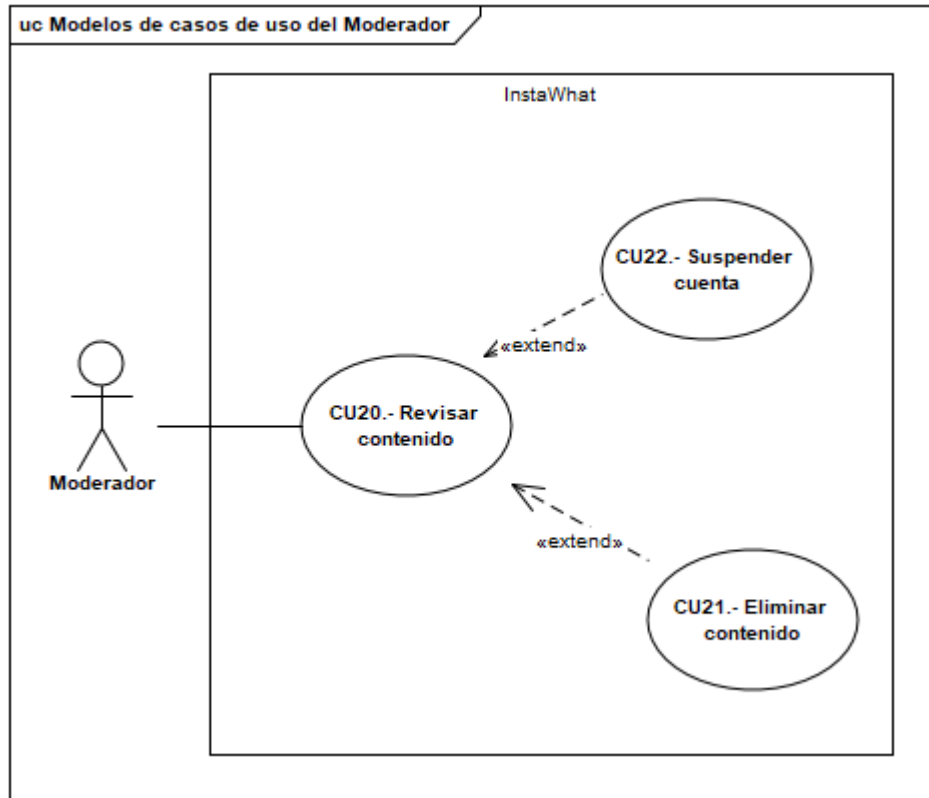 uc Modelos de casos de uso del Moderador
InstaWhat
CU22.- Suspender
cuenta
«extend»
CU20.- Revisar
contenido
Moderador
«extend»
CU21.- Eliminar
contenido